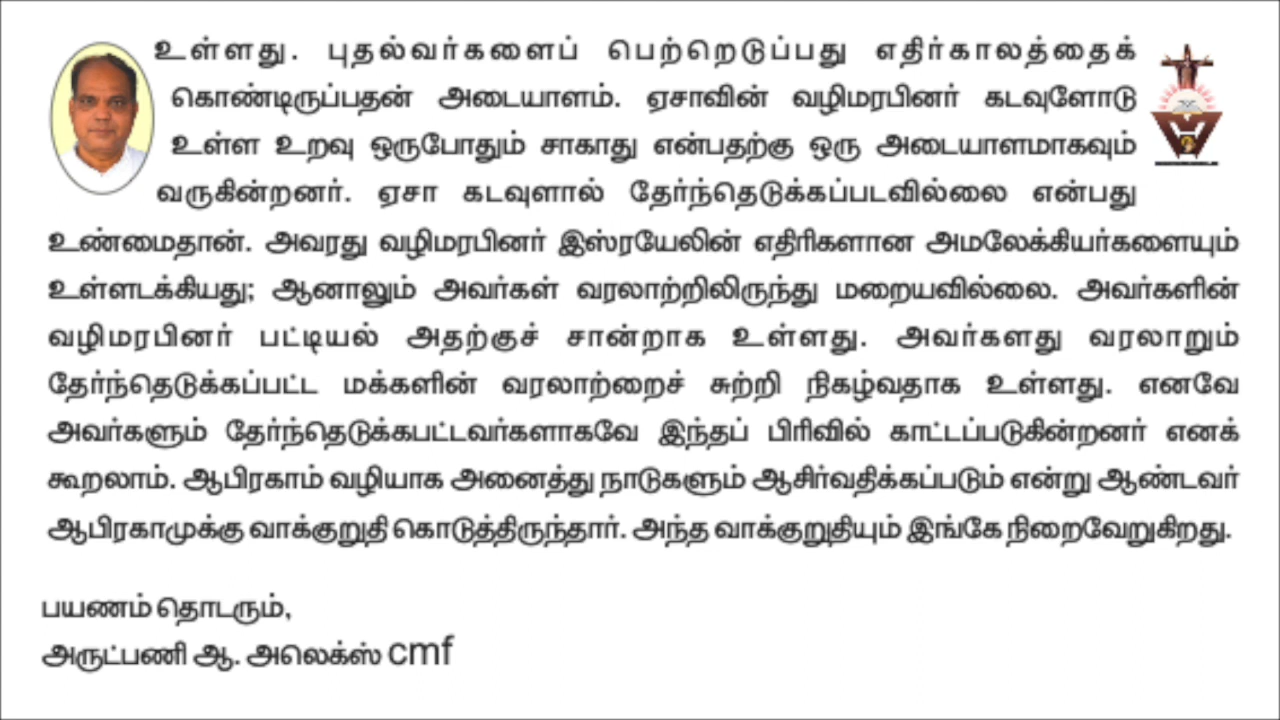 உள்ளது. புதல்வர்களைப் பெற்றெடுப்பது எதிர்காலத்தைக்
கொண்டிருப்பதன் அடையாளம். ஏசாவின் வழிமரபினர் கடவுளோடு
உள்ள உறவு ஒருபோதும் சாகாது என்பதற்கு ஒரு அடையாளமாகவும்
வருகின்றனர். ஏசா கடவுளால் தேர்ந்தெடுக்கப்படவில்லை என்பது
உண்மைதான். அவரது வழிமரபினர் இஸ்ரயேலின் எதிரிகளான அமலேக்கியர்களையும்
உள்ளடக்கியது; ஆனாலும் அவர்கள் வரலாற்றிலிருந்து மறையவில்லை. அவர்களின்
வழிமரபினர் பட்டியல் அதற்குச் சான்றாக உள்ளது. அவர்களது வரலாறும்
தேர்ந்தெடுக்கப்பட்ட மக்களின் வரலாற்றைச் சுற்றி நிகழ்வதாக உள்ளது. எனவே
அவர்களும் தேர்ந்தெடுக்கபட்டவர்களாகவே இந்தப் பிரிவில் காட்டப்படுகின்றனர் எனக்
கூறலாம். ஆபிரகாம் வழியாக அனைத்து நாடுகளும் ஆசிர்வதிக்கப்படும் என்று ஆண்டவர்
ஆபிரகாமுக்கு வாக்குறுதி கொடுத்திருந்தார். அந்த வாக்குறுதியும் இங்கே நிறைவேறுகிறது.
பயணம் தொடரும்,
அருட்பணி ஆ. அலெக்ஸ் cmf